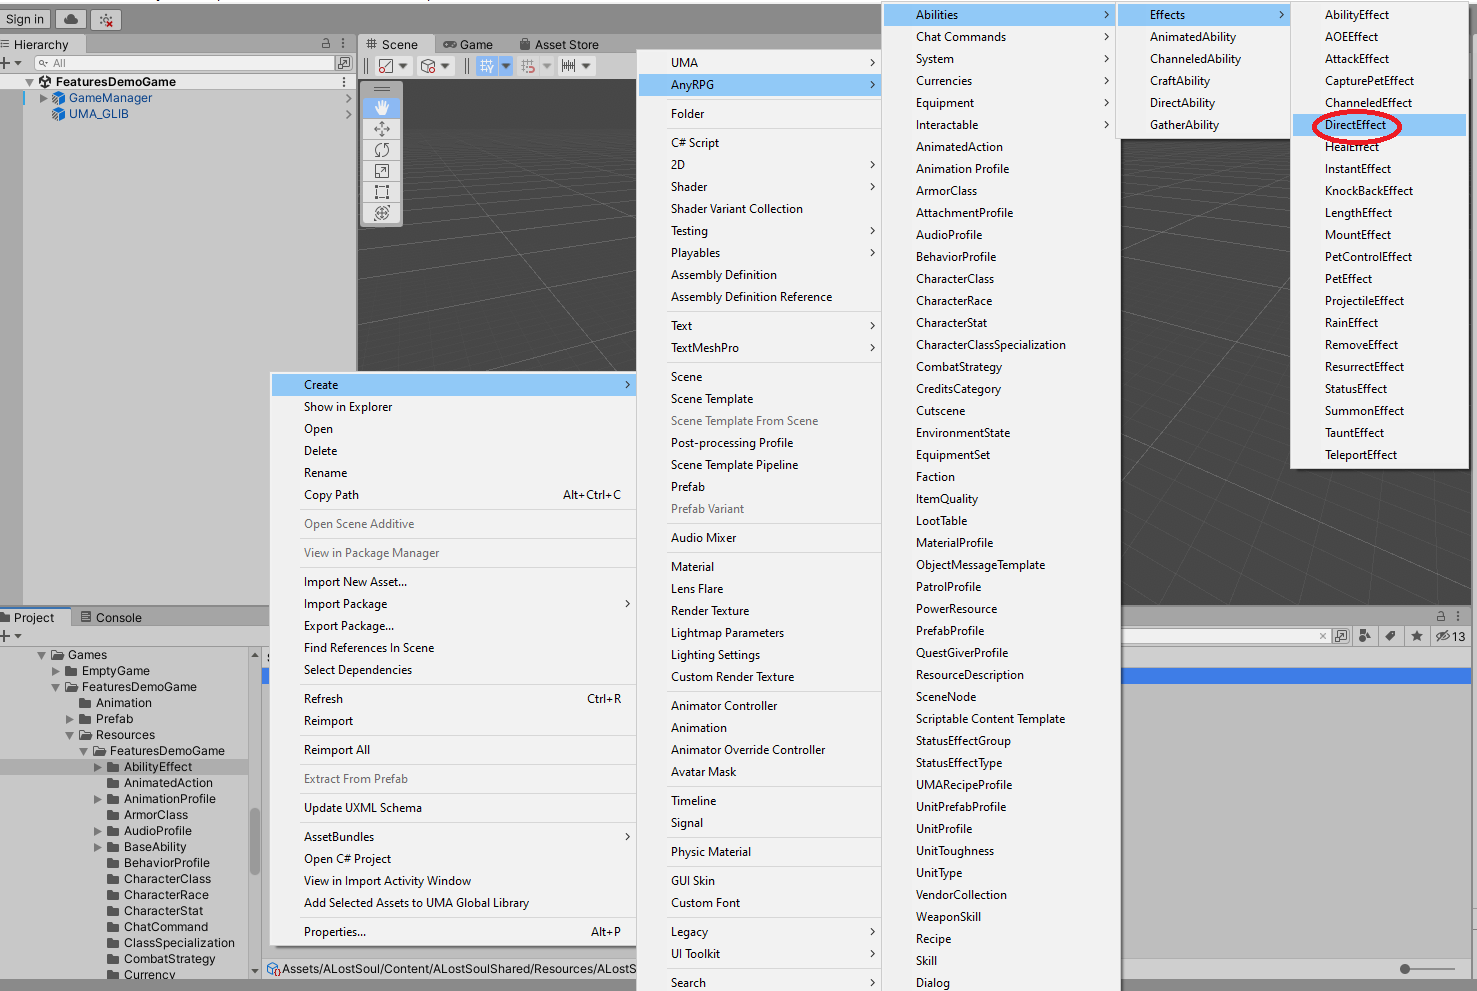 Sign in
Hierarchy
All
FeaturesDemoGame
GameManager
UMA_GLIB
Scene
Game
Asset Store
Create
Show in Explorer
Open
Delete
Rename
Copy Path Alt+Ctrl+C
Open Scene Additive
View in Package Manager
Import New Asset...
Import Package
Export Package...
Find References In Scene
Select Dependencies
Refresh Ctrl+R
Reimport
Reimport All
Extract From Prefab
Update UXML Schema
AssetBundles
Open C# Project
View in Import Activity Window
Add Selected Assets to UMA Global Library
Properties... Alt+P
UMA
AnyRPG
Folder
C# Script
2D
Shader
Shader Variant Collection
Testing
Playables
Assembly Definition
Assembly Definition Reference
Text
TextMeshPro
Scene
Scene Template
Scene Template From Scene
Post-processing Profile
Scene Template Pipeline
Prefab
Prefab Variant
Audio Mixer
Material
Lens Flare
Render Texture
Lightmap Parameters
Lighting Settings
Custom Render Texture
Animator Controller
Animation
Animator Override Controller
Avatar Mask
Timeline
Signal
Physic Material
GUI Skin
Custom Font
Legacy
UI Toolkit
Search
Abilities
Chat Commands
System
Currencies
Equipment
Interactable
AnimatedAction
Animation Profile
ArmorClass
AttachmentProfile
AudioProfile
BehaviorProfile
CharacterClass
CharacterRace
CharacterStat
CharacterClassSpecialization
CombatStrategy
CreditsCategory
Cutscene
EnvironmentState
EquipmentSet
Faction
ItemQuality
LootTable
MaterialProfile
ObjectMessageTemplate
PatrolProfile
PowerResource
PrefabProfile
QuestGiverProfile
ResourceDescription
SceneNode
Scriptable Content Template
StatusEffectGroup
StatusEffectType
UMARecipeProfile
UnitPrefabProfile
UnitProfile
UnitToughness
UnitType
VendorCollection
WeaponSkill
Recipe
Skill
Dialog
Effects
AnimatedAbility
ChanneledAbility
CraftAbility
DirectAbility
GatherAbility
AbilityEffect
AOEEffect
AttackEffect
CapturePetEffect
ChanneledEffect
DirectEffect
HealEffect
InstantEffect
KnockBackEffect
LengthEffect
MountEffect
PetControlEffect
PetEffect
ProjectileEffect
RainEffect
RemoveEffect
ResurrectEffect
StatusEffect
SummonEffect
TauntEffect
TeleportEffect
Project
Console
13
Games
EmptyGame
FeaturesDemoGame
Animation
Prefab
Resources
FeaturesDemoGame
AbilityEffect
AnimatedAction
AnimationProfile
ArmorClass
AudioProfile
BaseAbility
BehaviorProfile
CharacterClass
CharacterRace
CharacterStat
ChatCommand
ClassSpecialization
CombatStrategy
Currency
Assets/ALostSoul/Content/ALostSoulShared/Resources/ALostS